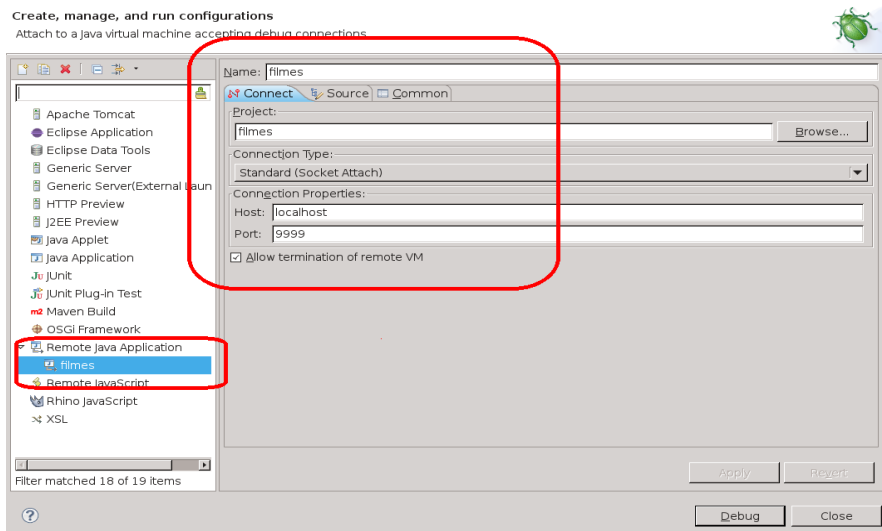 Create, manage, and run configurations
Attach to a Java virtual machine accepting debug connections
Name: filmes
Connect Source Common
Project:
filmes Browse...
Connection Type:
Standard (Socket Attach)
Connection Properties:
Host: localhost
Port: 9999
Allow termination of remote VM
Apache Tomcat
Eclipse Application
Eclipse Data Tools
Generic Server
Generic Server(External Laun
HTTP Preview
J2EE Preview
Java Applet
Java Application
Ju JUnit
JUnit Plug-in Test
m2 Maven Build
OSGi Framework
Remote Java Application
filmes
Remote JavaScript
Rhino JavaScript
XSL
Filter matched 18 of 19 items
Apply Revert
? Debug Close